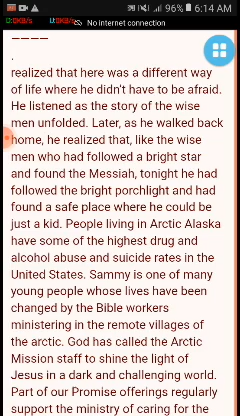 96% 6:14 AM
0:0KB/s U:0KB/s No internet connection
————
.
realized that here was a different way
of life where he didn't have to be afraid.
He listened as the story of the wise
men unfolded. Later, as he walked back
home, he realized that, like the wise
men who had followed a bright star
and found the Messiah, tonight he had
followed the bright porchlight and had
found a safe place where he could be
just a kid. People living in Arctic Alaska
have some of the highest drug and
alcohol abuse and suicide rates in the
United States. Sammy is one of many
young people whose lives have been
changed by the Bible workers
ministering in the remote villages of
the arctic. God has called the Arctic
Mission staff to shine the light of
Jesus in a dark and challenging world.
Part of our Promise offerings regularly
support the ministry of caring for the